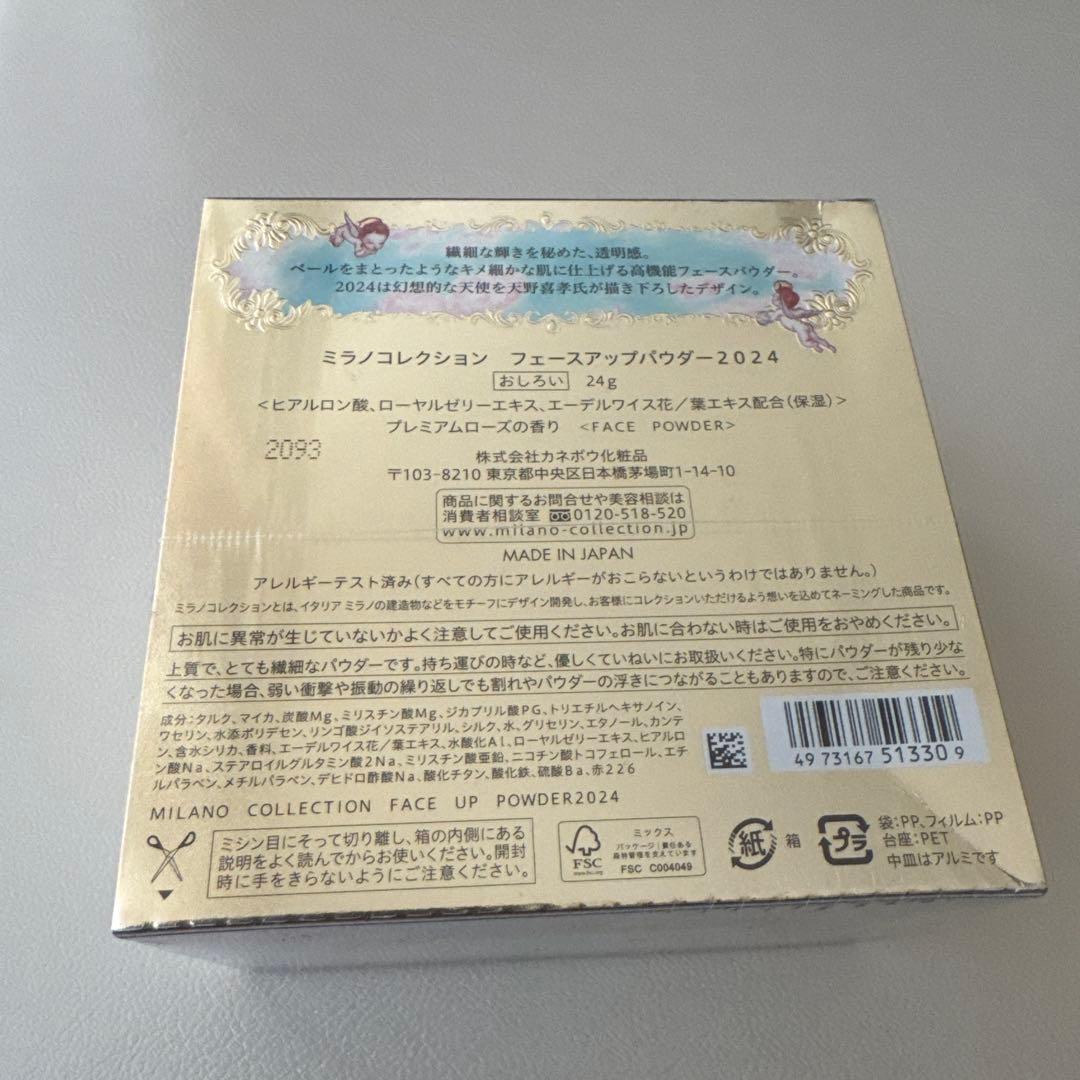 繊細な輝きを秘めた、透明感。
ベールをまとったようなキメ細かな肌に仕上げる高機能フェースパウダー。
2024は幻想的な天使を天野喜孝氏が描き下ろしたデザイン。
ミラノコレクション　フェースアップパウダー2024
おしろい　24g
<ヒアルロン酸、ローヤルゼリーエキス、エーデルワイス花／葉エキス配合(保湿)>
プレミアムローズの香り　<FACE POWDER>
2093
株式会社カネボウ化粧品
〒103-8210 東京都中央区日本橋茅場町1-14-10
商品に関するお問合せや美容相談は
消費者相談室 0120-518-520
www.milano-collection.jp
MADE IN JAPAN
アレルギーテスト済み(すべての方にアレルギーがおこらないというわけではありません。)
ミラノコレクションとは、イタリア ミラノの建造物などをモチーフにデザイン開発し、お客様にコレクションいただけるよう想いを込めてネーミングした商品です。
お肌に異常が生じていないかよく注意してご使用ください。お肌に合わない時はご使用をおやめください。
上質で、とても繊細なパウダーです。持ち運びの時など、優しくていねいにお取扱いください。特にパウダーが残り少な
くなった場合、弱い衝撃や振動の繰り返しでも割れやパウダーの浮きにつながることもありますので、ご注意ください。
成分：タルク、マイカ、炭酸Mg、ミリスチン酸Mg、ジカプリル酸PG、トリエチルヘキサノイン、
ワセリン、水添ポリデセン、リンゴ酸ジイソステアリル、シルク、水、グリセリン、エタノール、カンテ
ン、含水シリカ、香料、エーデルワイス花／葉エキス、水酸化Al、ローヤルゼリーエキス、ヒアルロ
ン酸Na、ステアロイルグルタミン酸2Na、ミリスチン酸亜鉛、ニコチン酸トコフェロール、エチ
ルパラベン、メチルパラベン、デヒドロ酢酸Na、酸化チタン、酸化鉄、硫酸Ba、赤226
4973167 513309
MILANO COLLECTION FACE UP POWDER2024
ミシン目にそって切り離し、箱の内側にある
説明をよく読んでからお使いください。開封
時に手をきらないようにご注意ください。
FSC
www.fsc.org
ミックス
パッケージ｜責任ある
森林管理を支えています
FSC C004049
紙 箱
プラ
袋：PP、フィルム：PP
台座：PET
中皿はアルミです